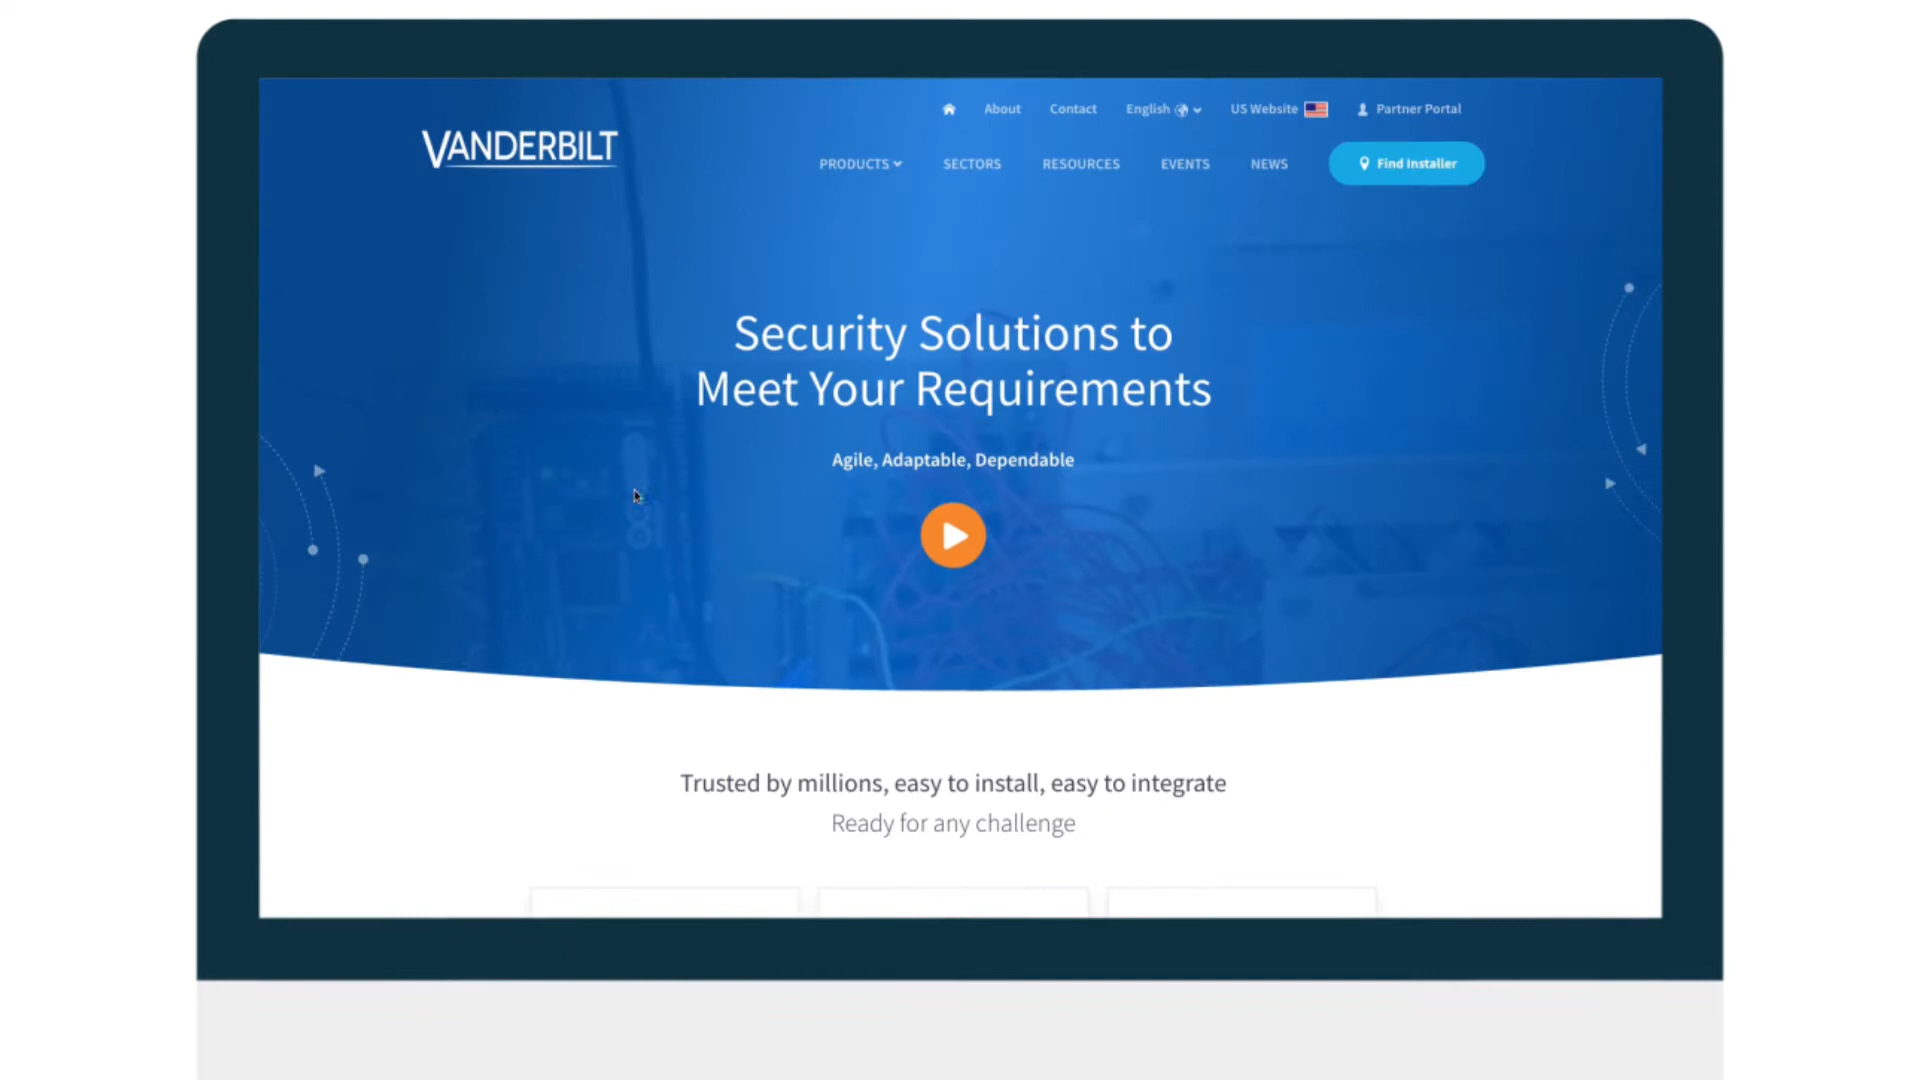 About Contact English US Website Partner Portal
VANDERBILT
PRODUCTS SECTORS RESOURCES EVENTS NEWS Find Installer
Security Solutions to
Meet Your Requirements
Agile, Adaptable, Dependable
Trusted by millions, easy to install, easy to integrate
Ready for any challenge